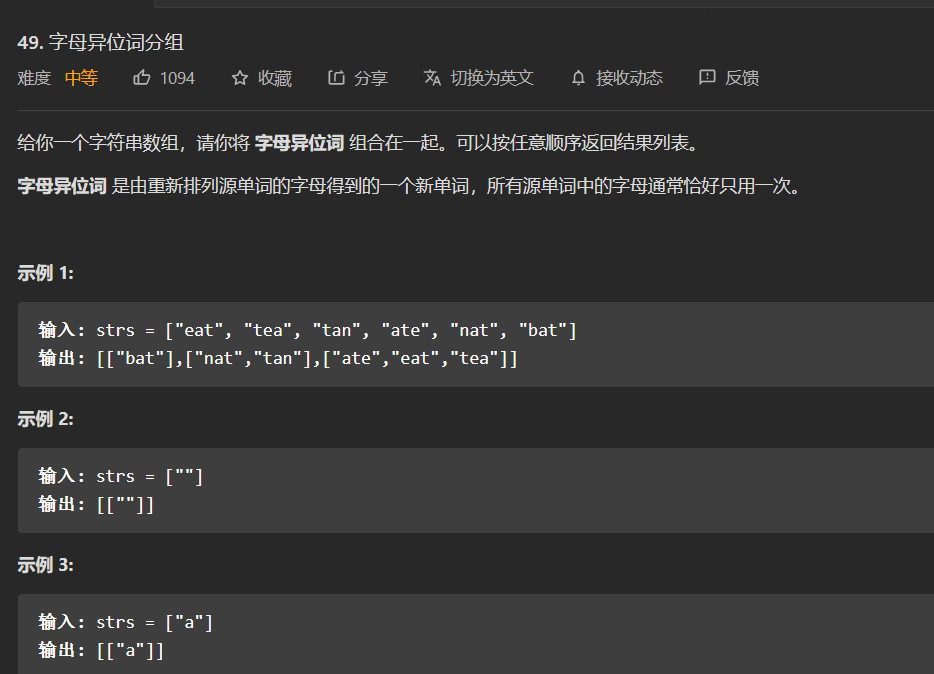 49. 字母异位词分组
难度 中等 1094 收藏 分享 切换为英文 接收动态 反馈
给你一个字符串数组，请你将 字母异位词 组合在一起。可以按任意顺序返回结果列表。
字母异位词 是由重新排列源单词的字母得到的一个新单词，所有源单词中的字母通常恰好只用一次。
示例 1:
输入: strs = ["eat", "tea", "tan", "ate", "nat", "bat"]
输出: [["bat"],["nat","tan"],["ate","eat","tea"]]
示例 2:
输入: strs = [""]
输出: [[""]]
示例 3:
输入: strs = ["a"]
输出: [["a"]]